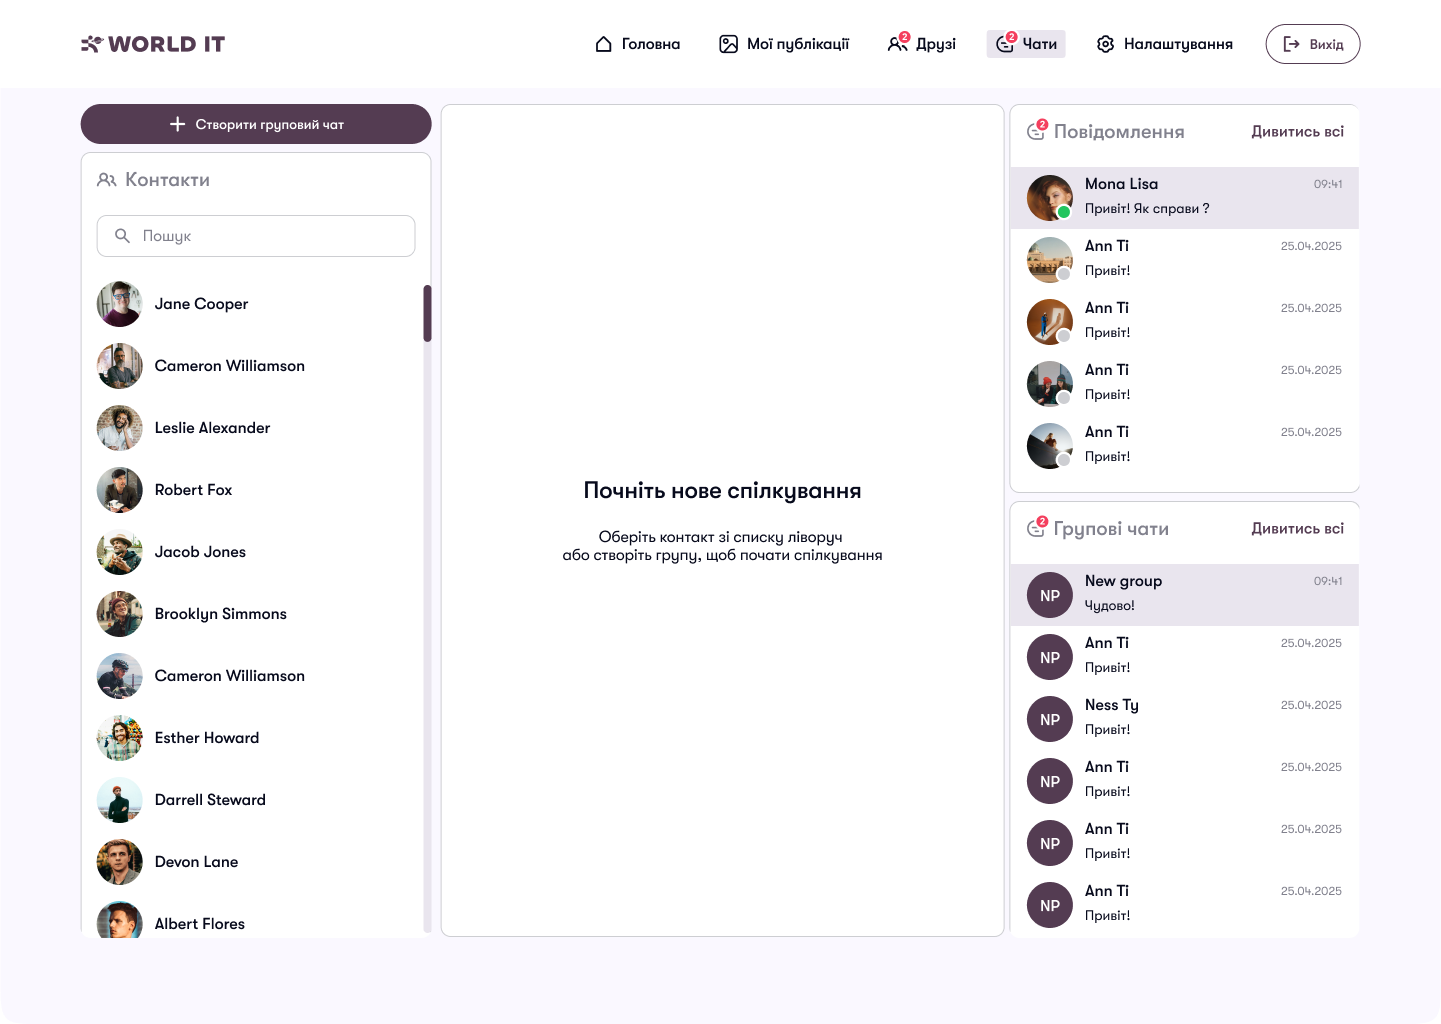 WORLD IT
Головна
Мої публікації
2
Друзі
2
Чати
Налаштування
Вихід
Створити груповий чат
Контакти
Пошук
Jane Cooper
Cameron Williamson
Leslie Alexander
Robert Fox
Jacob Jones
Brooklyn Simmons
Cameron Williamson
Esther Howard
Darrell Steward
Devon Lane
Albert Flores
Почніть нове спілкування
Оберіть контакт зі списку ліворуч
або створіть групу, щоб почати спілкування
2
Повідомлення
Дивитись всі
Mona Lisa
09:41
Привіт! Як справи ?
Ann Ti
25.04.2025
Привіт!
Ann Ti
25.04.2025
Привіт!
Ann Ti
25.04.2025
Привіт!
Ann Ti
25.04.2025
Привіт!
2
Групові чати
Дивитись всі
NP
New group
09:41
Чудово!
NP
Ann Ti
25.04.2025
Привіт!
NP
Ness Ty
25.04.2025
Привіт!
NP
Ann Ti
25.04.2025
Привіт!
NP
Ann Ti
25.04.2025
Привіт!
NP
Ann Ti
25.04.2025
Привіт!